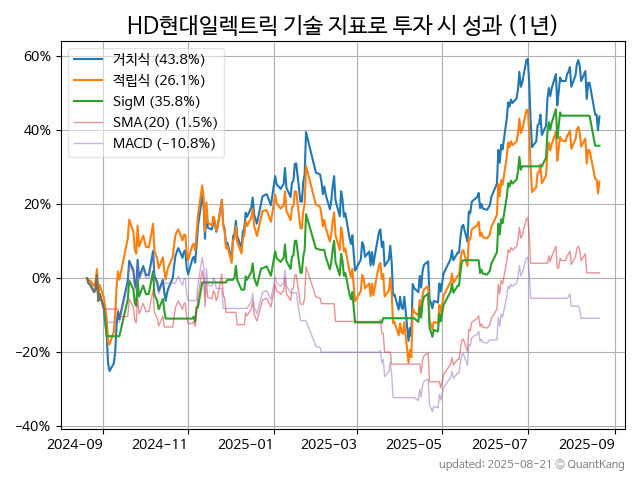 HD현대일렉트릭 기술 지표로 투자 시 성과 (1년)
거치식 (43.8%)
적립식 (26.1%)
SigM (35.8%)
SMA(20) (1.5%)
MACD (−10.8%)
60%
40%
20%
0%
−20%
−40%
2024-09 2024-11 2025-01 2025-03 2025-05 2025-07 2025-09
updated: 2025-08-21 ⓒ QuantKang